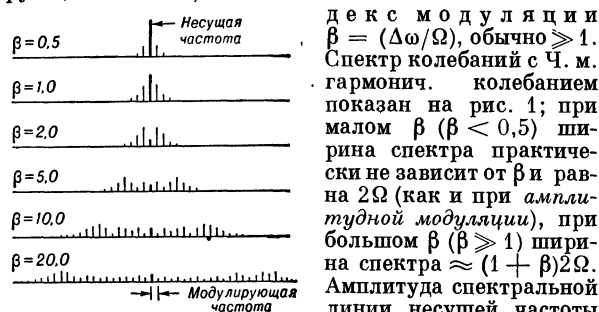 Несущая
частота
β=0,5
β=1,0
β=2,0
β=5,0
β=10,0
β=20,0
Модулирующая
частота
декс модуляции
β = (Δω/Ω), обычно ≫ 1.
Спектр колебаний с Ч. м.
гармонич. колебанием
показан на рис. 1; при
малом β (β < 0,5) ши-
рина спектра практиче-
ски не зависит от β и рав-
на 2Ω (как и при ампли-
тудной модуляции), при
большом β (β ≫ 1) шири-
на спектра ≈ (1 + β)2Ω.
Амплитуда спектральной
линии несущей частоты